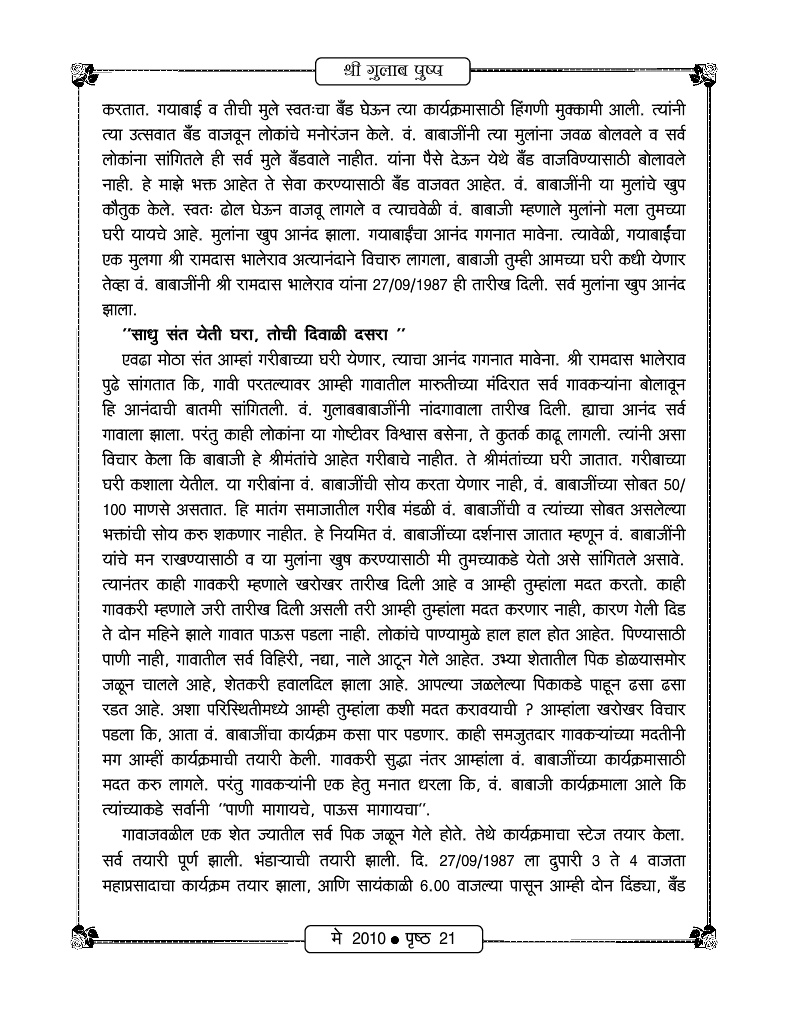 श्री गुलाब पुष्प
करतात. गयाबाई व तीची मुले स्वतःचा बँड घेऊन त्या कार्यक्रमासाठी हिंगणी मुक्कामी आली. त्यांनी
त्या उत्सवात बँड वाजवून लोकांचे मनोरंजन केले. वं. बाबाजींनी त्या मुलांना जवळ बोलवले व सर्व
लोकांना सांगितले ही सर्व मुले बँडवाले नाहीत. यांना पैसे देऊन येथे बँड वाजविण्यासाठी बोलावले
नाही. हे माझे भक्त आहेत ते सेवा करण्यासाठी बँड वाजवत आहेत. वं. बाबाजींनी या मुलांचे खुप
कौतुक केले. स्वतः ढोल घेऊन वाजवू लागले व त्याचवेळी वं. बाबाजी म्हणाले मुलांनो मला तुमच्या
घरी यायचे आहे. मुलांना खुप आनंद झाला. गयाबाईंचा आनंद गगनात मावेना. त्यावेळी, गयाबाईंचा
एक मुलगा श्री रामदास भालेराव अत्यानंदाने विचारु लागला, बाबाजी तुम्ही आमच्या घरी कधी येणार
तेव्हा वं. बाबाजींनी श्री रामदास भालेराव यांना 27/09/1987 ही तारीख दिली. सर्व मुलांना खुप आनंद
झाला.
''साधु संत येती घरा, तोची दिवाळी दसरा ''
एवढा मोठा संत आम्हां गरीबाच्या घरी येणार, त्याचा आनंद गगनात मावेना. श्री रामदास भालेराव
पुढे सांगतात कि, गावी परतल्यावर आम्ही गावातील मारुतीच्या मंदिरात सर्व गावकऱ्यांना बोलावून
हि आनंदाची बातमी सांगितली. वं. गुलाबबाबाजींनी नांदगावाला तारीख दिली. ह्याचा आनंद सर्व
गावाला झाला. परंतु काही लोकांना या गोष्टीवर विश्वास बसेना, ते कुतर्क काढू लागली. त्यांनी असा
विचार केला कि बाबाजी हे श्रीमंतांचे आहेत गरीबाचे नाहीत. ते श्रीमंतांच्या घरी जातात. गरीबाच्या
घरी कशाला येतील. या गरीबांना वं. बाबाजींची सोय करता येणार नाही, वं. बाबाजींच्या सोबत 50/
100 माणसे असतात. हि मातंग समाजातील गरीब मंडळी वं. बाबाजींची व त्यांच्या सोबत असलेल्या
भक्तांची सोय करु शकणार नाहीत. हे नियमित वं. बाबाजींच्या दर्शनास जातात म्हणून वं. बाबाजींनी
यांचे मन राखण्यासाठी व या मुलांना खुष करण्यासाठी मी तुमच्याकडे येतो असे सांगितले असावे.
त्यानंतर काही गावकरी म्हणाले खरोखर तारीख दिली आहे व आम्ही तुम्हांला मदत करतो. काही
गावकरी म्हणाले जरी तारीख दिली असली तरी आम्ही तुम्हांला मदत करणार नाही, कारण गेली दिड
ते दोन महिने झाले गावात पाऊस पडला नाही. लोकांचे पाण्यामुळे हाल हाल होत आहेत. पिण्यासाठी
पाणी नाही, गावातील सर्व विहिरी, नद्या, नाले आटून गेले आहेत. उभ्या शेतातील पिक डोळ्यासमोर
जळून चालले आहे, शेतकरी हवालदिल झाला आहे. आपल्या जळलेल्या पिकाकडे पाहून ढसा ढसा
रडत आहे. अशा परिस्थितीमध्ये आम्ही तुम्हांला कशी मदत करावयाची ? आम्हांला खरोखर विचार
पडला कि, आता वं. बाबाजींचा कार्यक्रम कसा पार पडणार. काही समजुतदार गावकऱ्यांच्या मदतीनी
मग आम्हीं कार्यक्रमाची तयारी केली. गावकरी सुद्धा नंतर आम्हांला वं. बाबाजींच्या कार्यक्रमासाठी
मदत करु लागले. परंतु गावकऱ्यांनी एक हेतु मनात धरला कि, वं. बाबाजी कार्यक्रमाला आले कि
त्यांच्याकडे सर्वानी ''पाणी मागायचे, पाऊस मागायचा''.
गावाजवळील एक शेत ज्यातील सर्व पिक जळून गेले होते. तेथे कार्यक्रमाचा स्टेज तयार केला.
सर्व तयारी पूर्ण झाली. भंडाऱ्याची तयारी झाली. दि. 27/09/1987 ला दुपारी 3 ते 4 वाजता
महाप्रसादाचा कार्यक्रम तयार झाला, आणि सायंकाळी 6.00 वाजल्या पासून आम्ही दोन दिंड्या, बँड
मे 2010 ● पृष्ठ 21